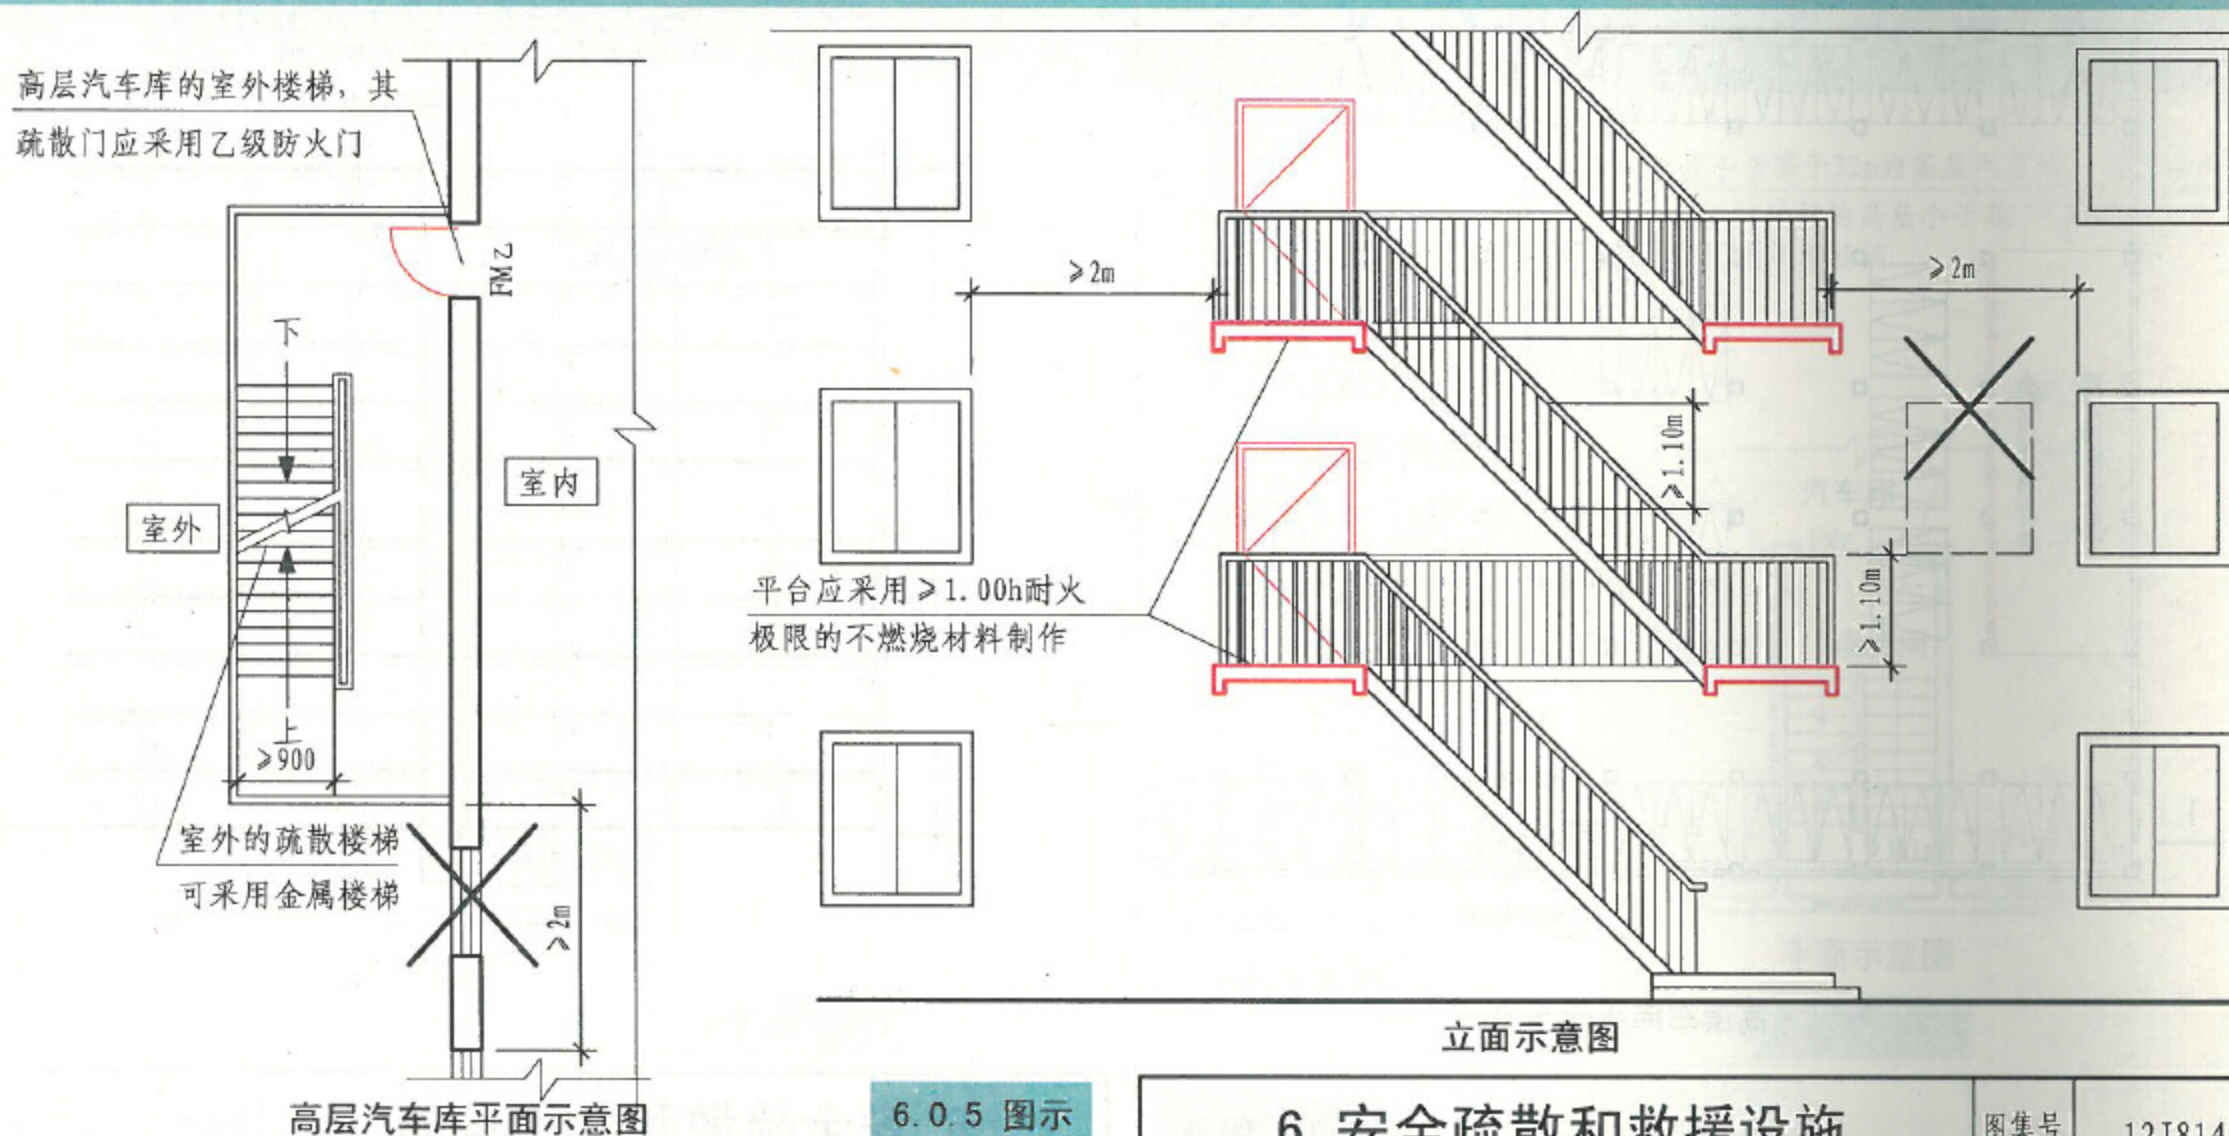 高层汽车库的室外楼梯，其
疏散门应采用乙级防火门
FM乙
下
室内
室外
上
≥900
室外的疏散楼梯
可采用金属楼梯
≥2m
高层汽车库平面示意图
≥2m
≥2m
≥1.10m
平台应采用≥1.00h耐火
极限的不燃烧材料制作
≥1.10m
立面示意图
6.0.5 图示
6 安全疏散和救援设施
图集号
12J814